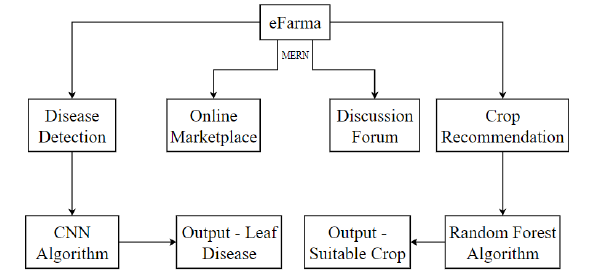 eFarma
MERN
Disease
Detection
Online
Marketplace
Discussion
Forum
Crop
Recommendation
CNN
Algorithm
Output - Leaf
Disease
Output -
Suitable Crop
Random Forest
Algorithm